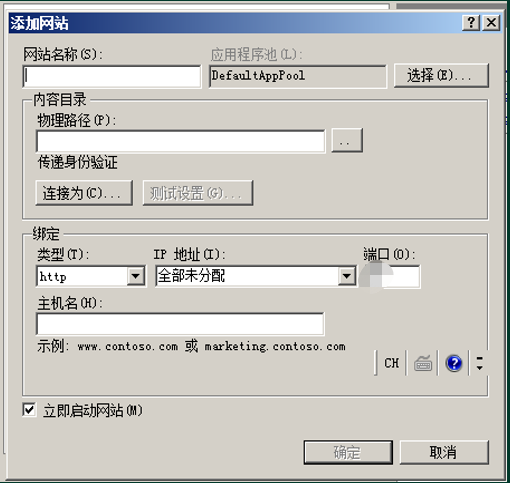 添加网站
网站名称(S):
应用程序池(L):
DefaultAppPool
选择(E)...
内容目录
物理路径(P):
..
传递身份验证
连接为(C)...
测试设置(G)...
绑定
类型(T):
IP 地址(I):
端口(O):
http
全部未分配
主机名(H):
示例: www.contoso.com 或 marketing.contoso.com
CH
立即启动网站(M)
确定
取消